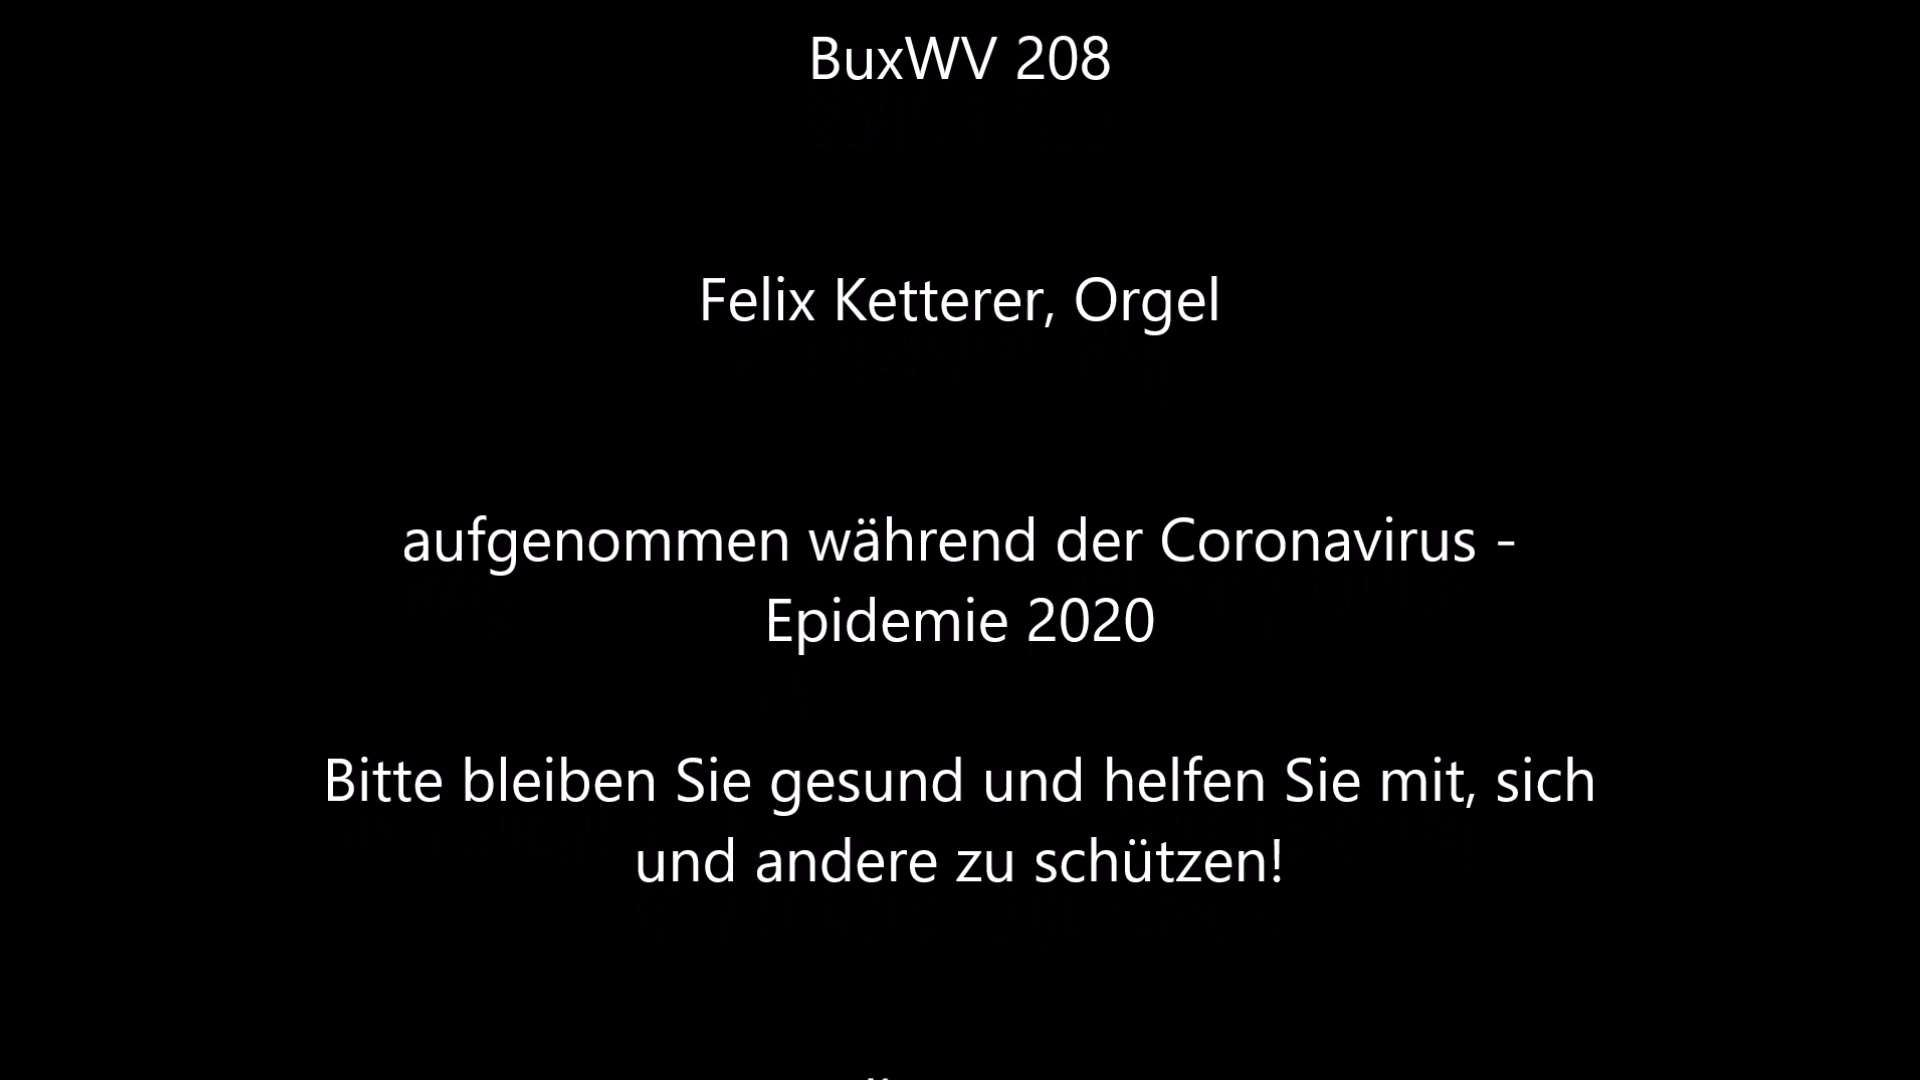 BuxWV 208
Felix Ketterer, Orgel
aufgenommen während der Coronavirus -
Epidemie 2020
Bitte bleiben Sie gesund und helfen Sie mit, sich
und andere zu schützen!